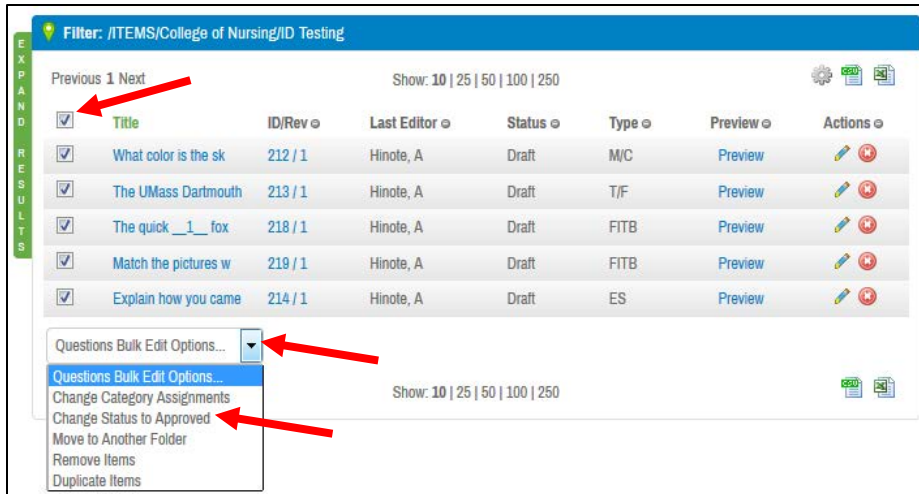 Filter: /ITEMS/College of Nursing/ID Testing
EXPAND RESULTS
Previous 1 Next Show: 10 | 25 | 50 | 100 | 250
Title ID/Rev Last Editor Status Type Preview Actions
What color is the sk 212 / 1 Hinote, A Draft M/C Preview
The UMass Dartmouth 213 / 1 Hinote, A Draft T/F Preview
The quick __1__ fox 218 / 1 Hinote, A Draft FITB Preview
Match the pictures w 219 / 1 Hinote, A Draft FITB Preview
Explain how you came 214 / 1 Hinote, A Draft ES Preview
Questions Bulk Edit Options...
Questions Bulk Edit Options...
Change Category Assignments
Show: 10 | 25 | 50 | 100 | 250
Change Status to Approved
Move to Another Folder
Remove Items
Duplicate Items